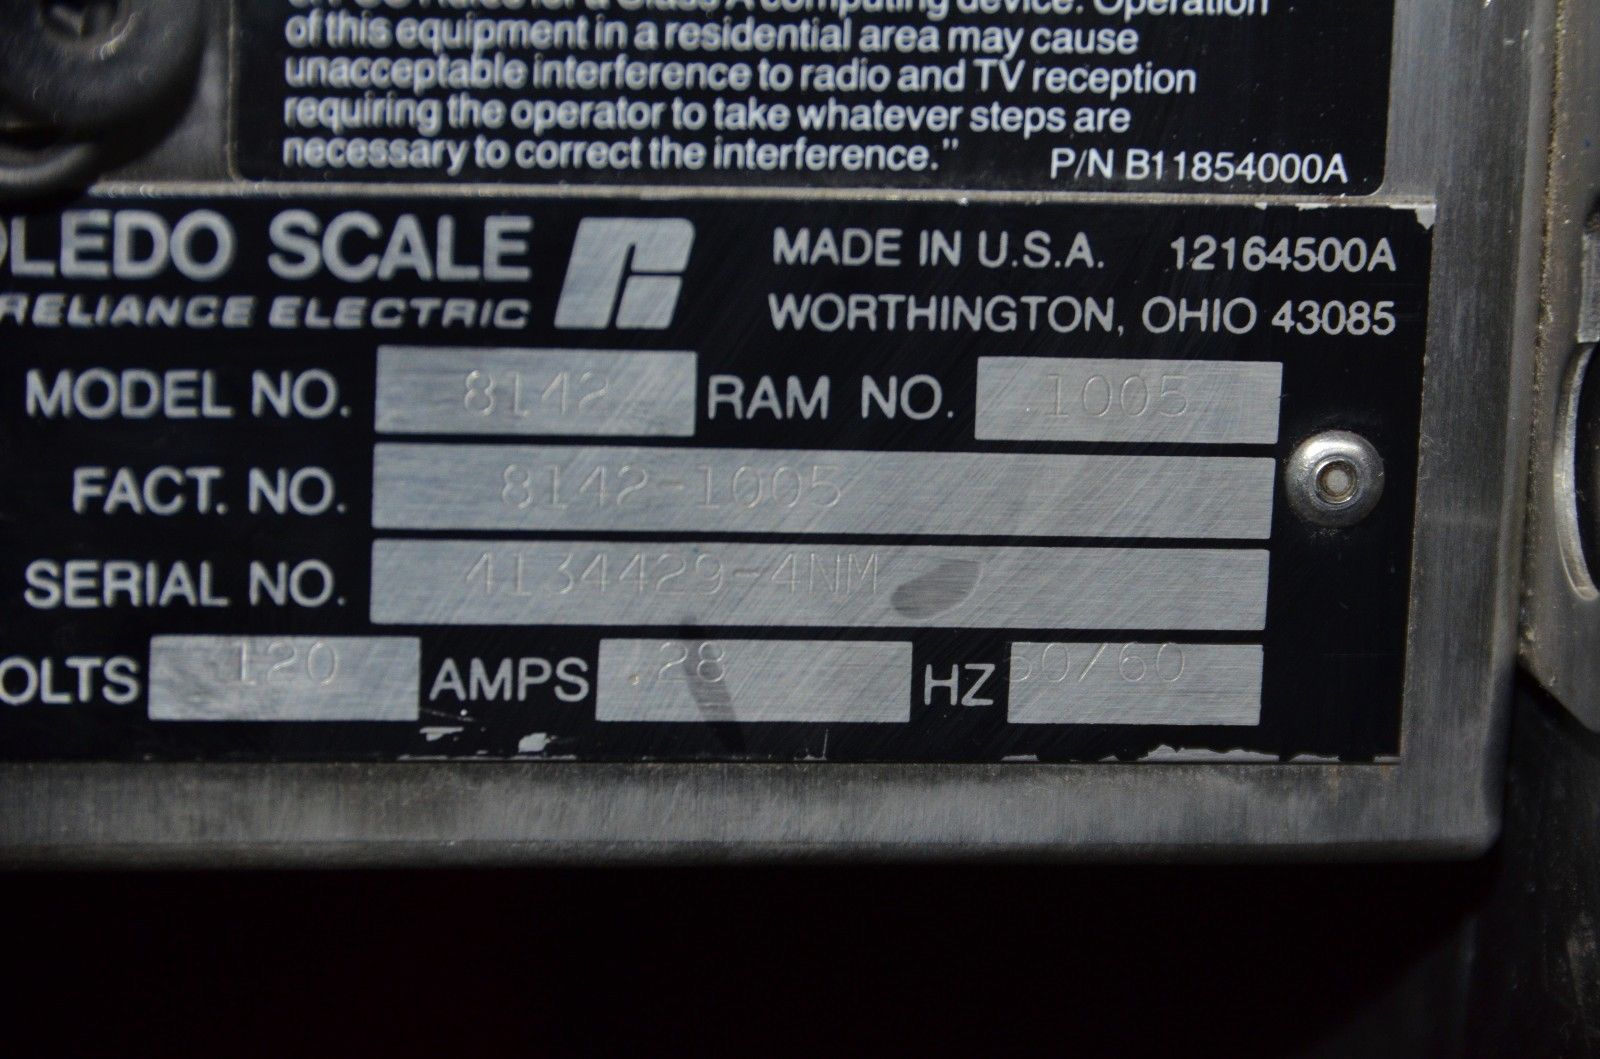 of this equipment in a residential area may cause
unacceptable interference to radio and TV reception
requiring the operator to take whatever steps are
necessary to correct the interference."
P/N B11854000A
OLEDO SCALE
RELIANCE ELECTRIC
MADE IN U.S.A. 12164500A
WORTHINGTON, OHIO 43085
MODEL NO. 8142 RAM NO. 1005
FACT. NO. 8142-1005
SERIAL NO. 4134429-4NM
OLTS 120 AMPS .28 HZ 50/60